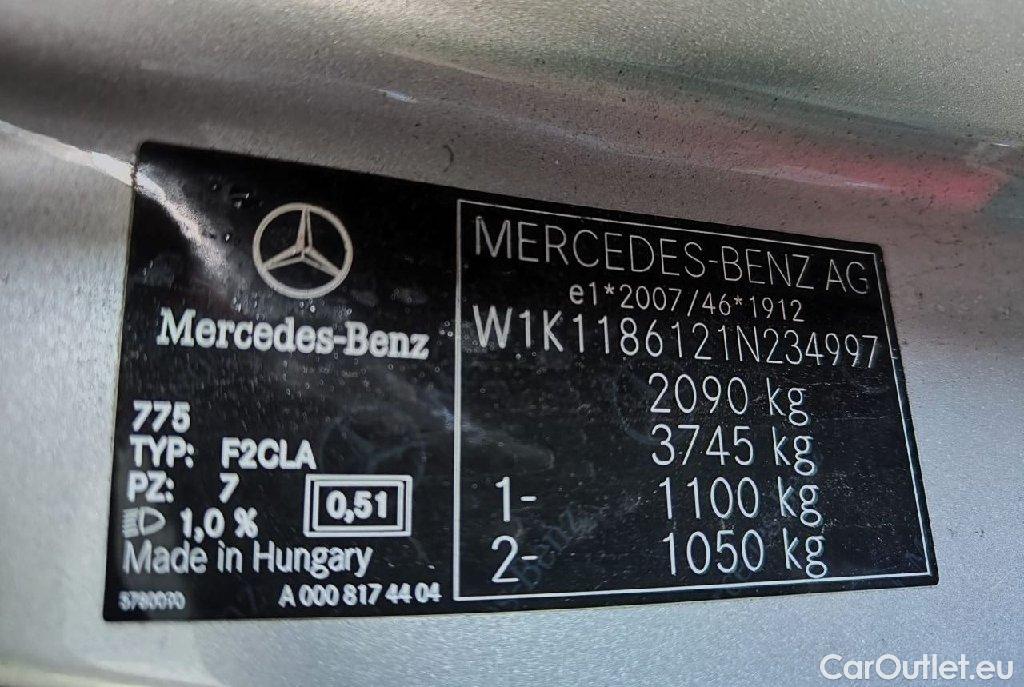 Mercedes-Benz
775
TYP: F2CLA
PZ: 7
1,0 %
0,51
Made in Hungary
A 000 817 44 04
MERCEDES-BENZ AG
e1*2007/46*1912
W1K1186121N234997
2090 kg
3745 kg
1- 1100 kg
2- 1050 kg
CarOutlet.eu